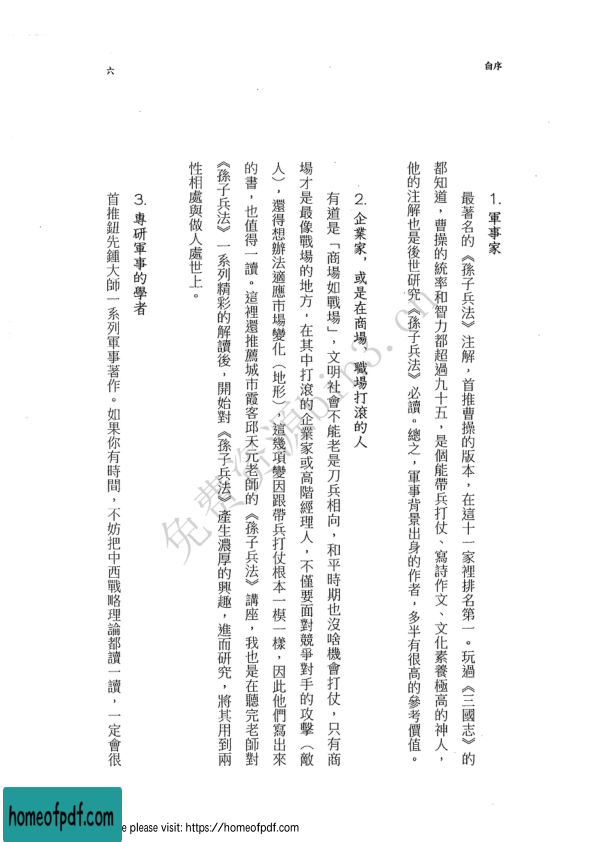 自序
六
1. 軍事家
最著名的《孫子兵法》注解，首推曹操的版本，在這十一家裡排名第一。玩過《三國志》的
都知道，曹操的統率和智力都超過九十五，是個能帶兵打仗、寫詩作文、文化素養極高的神人，
他的注解也是後世研究《孫子兵法》必讀。總之，軍事背景出身的作者，多半有很高的參考價值。
2. 企業家，或是在商場、職場打滾的人
有道是「商場如戰場」，文明社會不能老是刀兵相向，和平時期也沒啥機會打仗，只有商
場才是最像戰場的地方，在其中打滾的企業家或高階經理人，不僅要面對競爭對手的攻擊（敵
人），還得想辦法適應市場變化（地形），這幾項變因跟帶兵打仗根本一模一樣，因此他們寫出來
的書，也值得一讀。這裡還推薦城市霞客邱天元老師的《孫子兵法》講座，我也是在聽完老師對
《孫子兵法》一系列精彩的解讀後，開始對《孫子兵法》產生濃厚的興趣，進而研究，將其用到兩
性相處與做人處世上。
3. 專研軍事的學者
首推鈕先鍾大師一系列軍事著作。如果你有時間，不妨把中西戰略理論都讀一讀，一定會很
homeofpdf.com
e please visit: https://homeofpdf.com